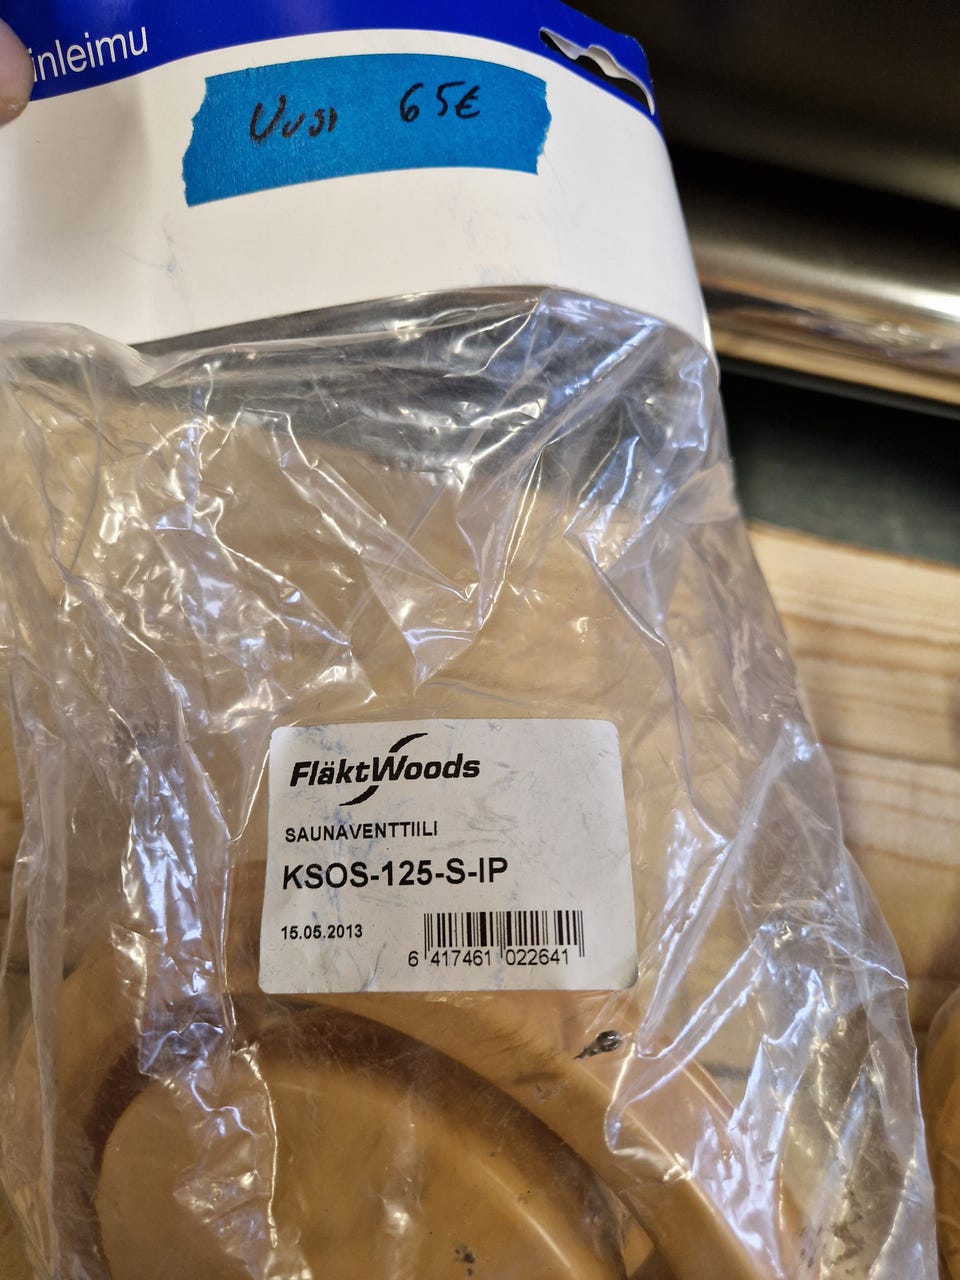 inleimu
Uusi 65€
FläktWoods
SAUNAVENTTIILI
KSOS-125-S-IP
15.05.2013
6 417461 022641